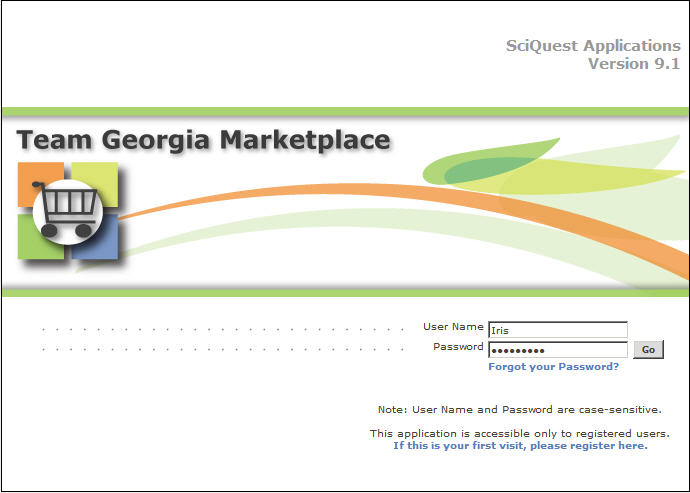 SciQuest Applications
Version 9.1
Team Georgia Marketplace
User Name Iris
Password ●●●●●●●●● Go
Forgot your Password?
Note: User Name and Password are case-sensitive.
This application is accessible only to registered users.
If this is your first visit, please register here.